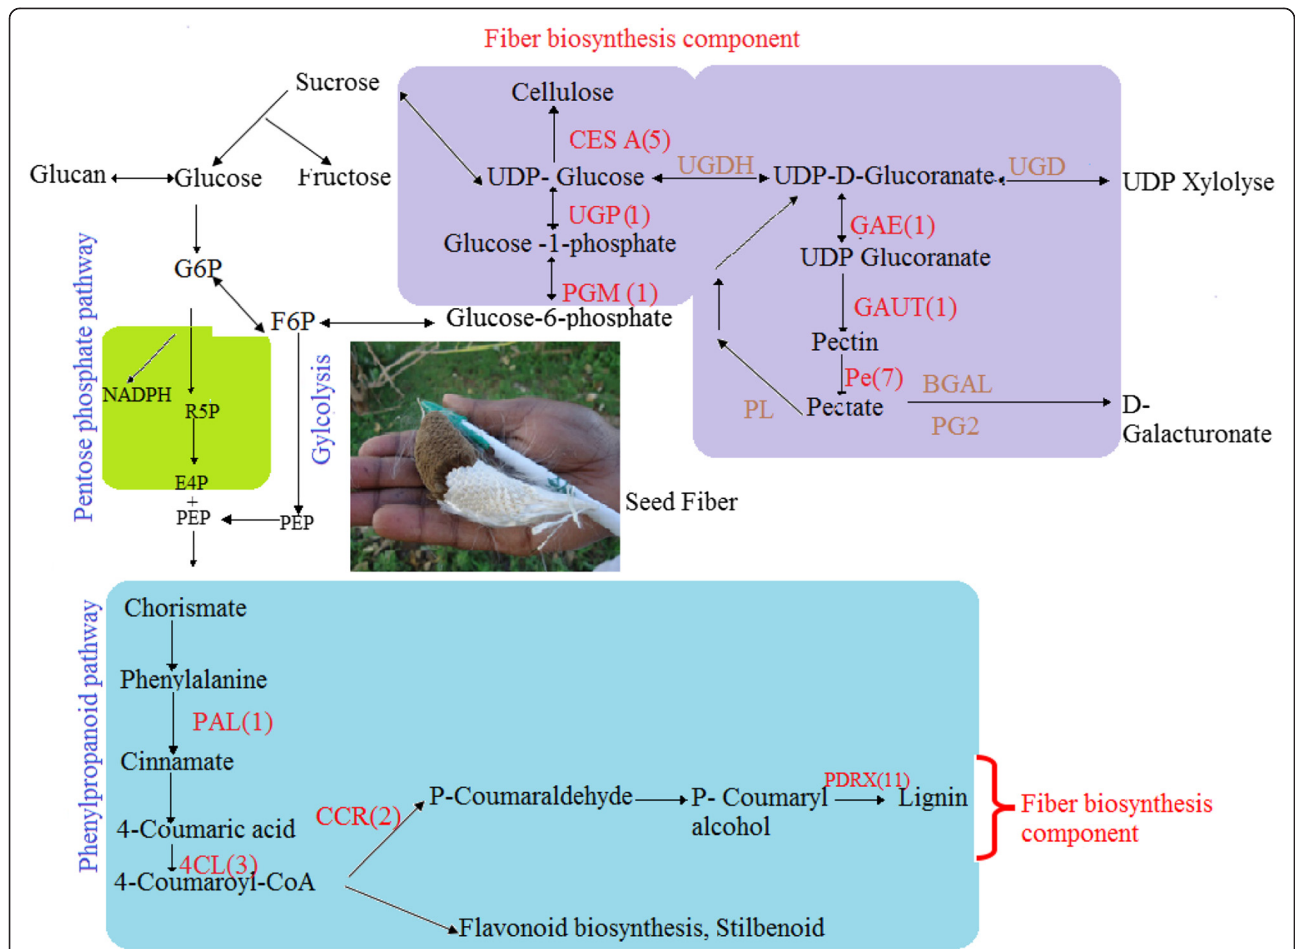 Fiber biosynthesis component
Sucrose
Cellulose
CES A(5)
Glucan
Glucose
Fructose
UDP- Glucose
UGDH
UDP-D-Glucoranate
UGD
UDP Xylolyse
UGP(1)
GAE(1)
Glucose -1-phosphate
UDP Glucoranate
G6P
PGM (1)
GAUT(1)
F6P
Glucose-6-phosphate
Pectin
Pentose phosphate pathway
Gylcolysis
NADPH
R5P
Pe(7)
BGAL
PL
Pectate
PG2
D-
Galacturonate
E4P
+
PEP
PEP
Seed Fiber
Phenylpropanoid pathway
Chorismate
Phenylalanine
PAL(1)
Cinnamate
CCR(2)
P-Coumaraldehyde
P- Coumaryl
alcohol
PDRX(11)
Lignin
Fiber biosynthesis
component
4-Coumaric acid
4CL(3)
4-Coumaroyl-CoA
Flavonoid biosynthesis, Stilbenoid